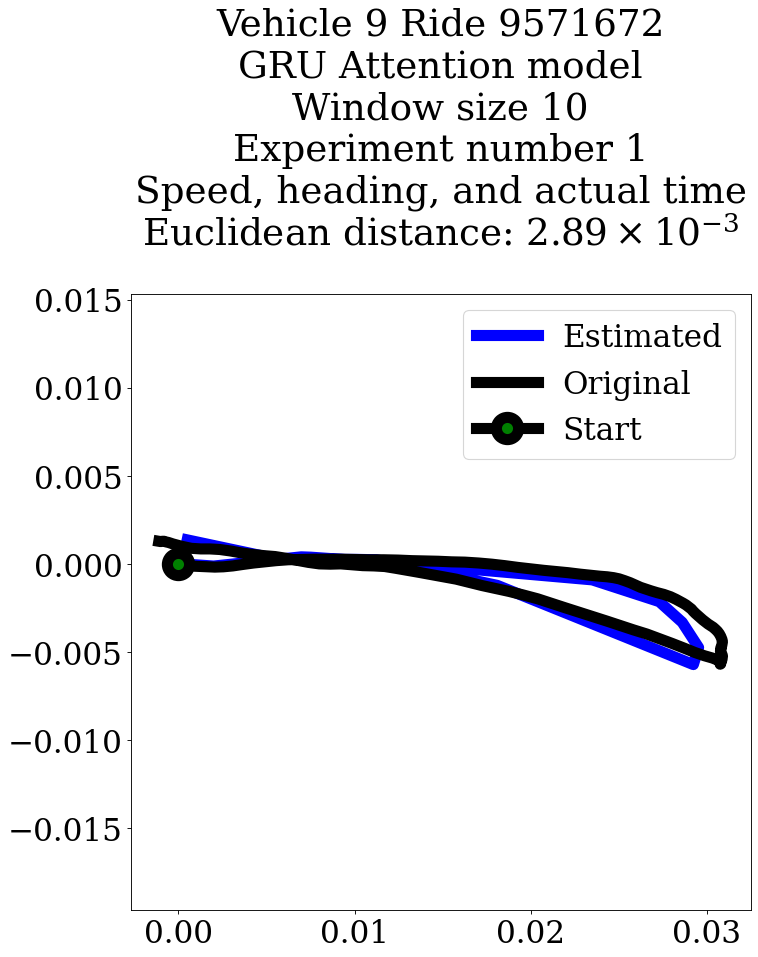 Vehicle 9 Ride 9571672
GRU Attention model
Window size 10
Experiment number 1
Speed, heading, and actual time
Euclidean distance: 2.89 × 10⁻³
Estimated
Original
Start
0.015
0.010
0.005
0.000
−0.005
−0.010
−0.015
0.00 0.01 0.02 0.03